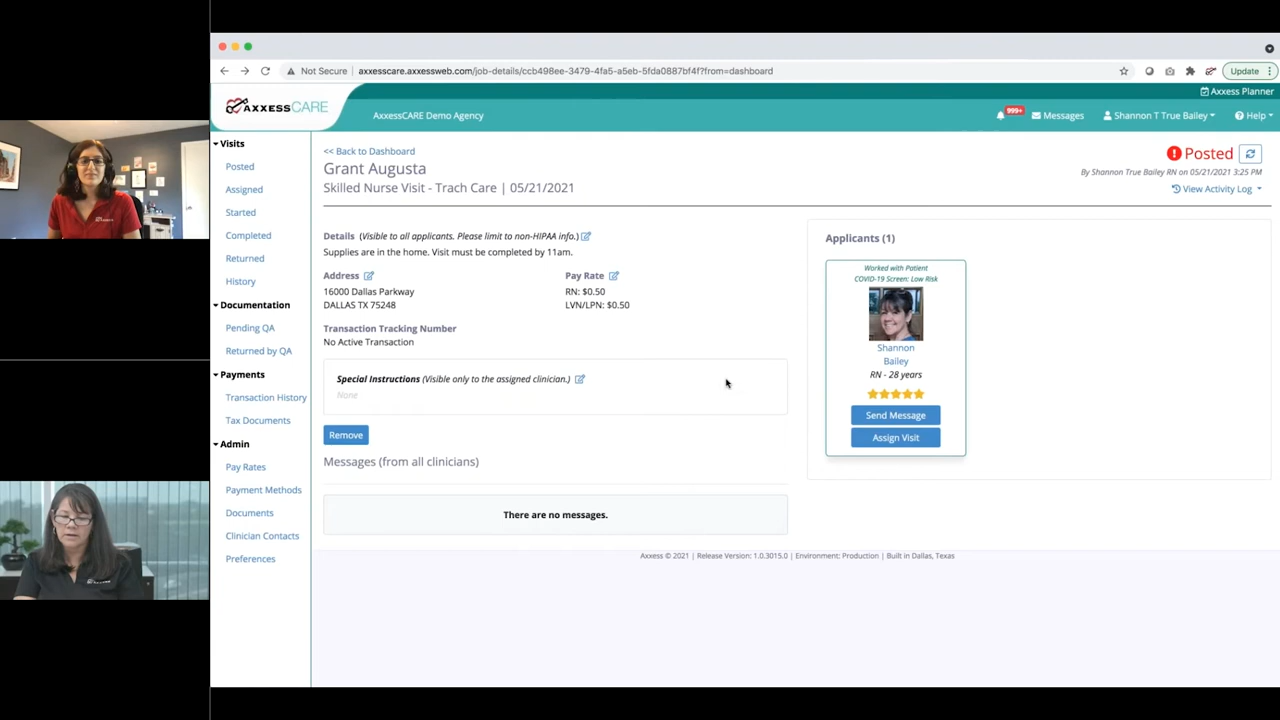 Not Secure
axxesscare.axxessweb.com/job-details/ccb498ee-3479-4fa5-a5eb-5fda0887bf4f?from=dashboard
Update
Axxess Planner
AXXESSCARE
AxxessCARE Demo Agency
999+
Messages
Shannon T True Bailey
Help
Visits
Posted
Assigned
Started
Completed
Returned
History
Documentation
Pending QA
Returned by QA
Payments
Transaction History
Tax Documents
Admin
Pay Rates
Payment Methods
Documents
Clinician Contacts
Preferences
<< Back to Dashboard
Grant Augusta
Skilled Nurse Visit - Trach Care | 05/21/2021
Posted
By Shannon True Bailey RN on 05/21/2021 3:25 PM
View Activity Log
Details (Visible to all applicants. Please limit to non-HIPAA info.)
Supplies are in the home. Visit must be completed by 11am.
Address
16000 Dallas Parkway
DALLAS TX 75248
Pay Rate
RN: $0.50
LVN/LPN: $0.50
Transaction Tracking Number
No Active Transaction
Special Instructions (Visible only to the assigned clinician.)
None
Remove
Messages (from all clinicians)
There are no messages.
Applicants (1)
Worked with Patient
COVID-19 Screen: Low Risk
Shannon
Bailey
RN - 28 years
Send Message
Assign Visit
Axxess © 2021 | Release Version: 1.0.3015.0 | Environment: Production | Built in Dallas, Texas